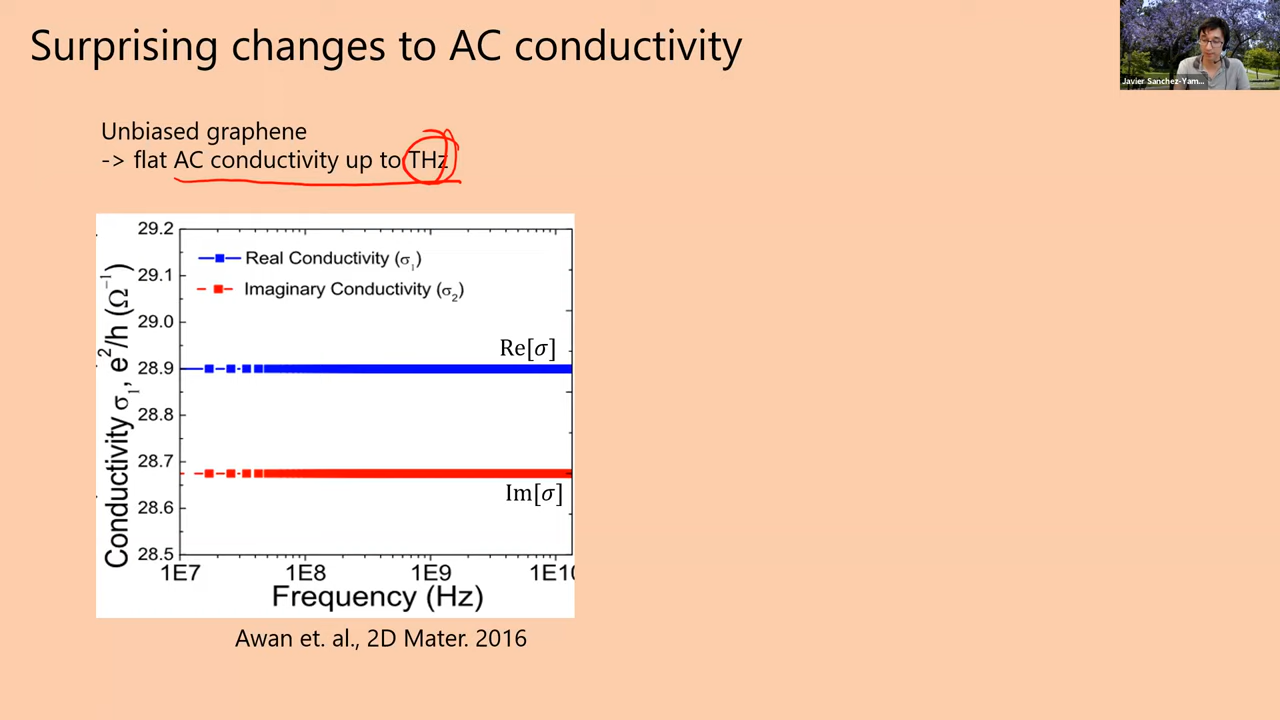 Surprising changes to AC conductivity
Javier Sanchez-Yam...
Unbiased graphene
-> flat AC conductivity up to THz
29.2
29.1
29.0
28.9
28.8
28.7
28.6
28.5
Conductivity σ₁, e²/h (Ω⁻¹)
Real Conductivity (σ₁)
Imaginary Conductivity (σ₂)
Re[σ]
Im[σ]
1E7 1E8 1E9 1E10
Frequency (Hz)
Awan et. al., 2D Mater. 2016